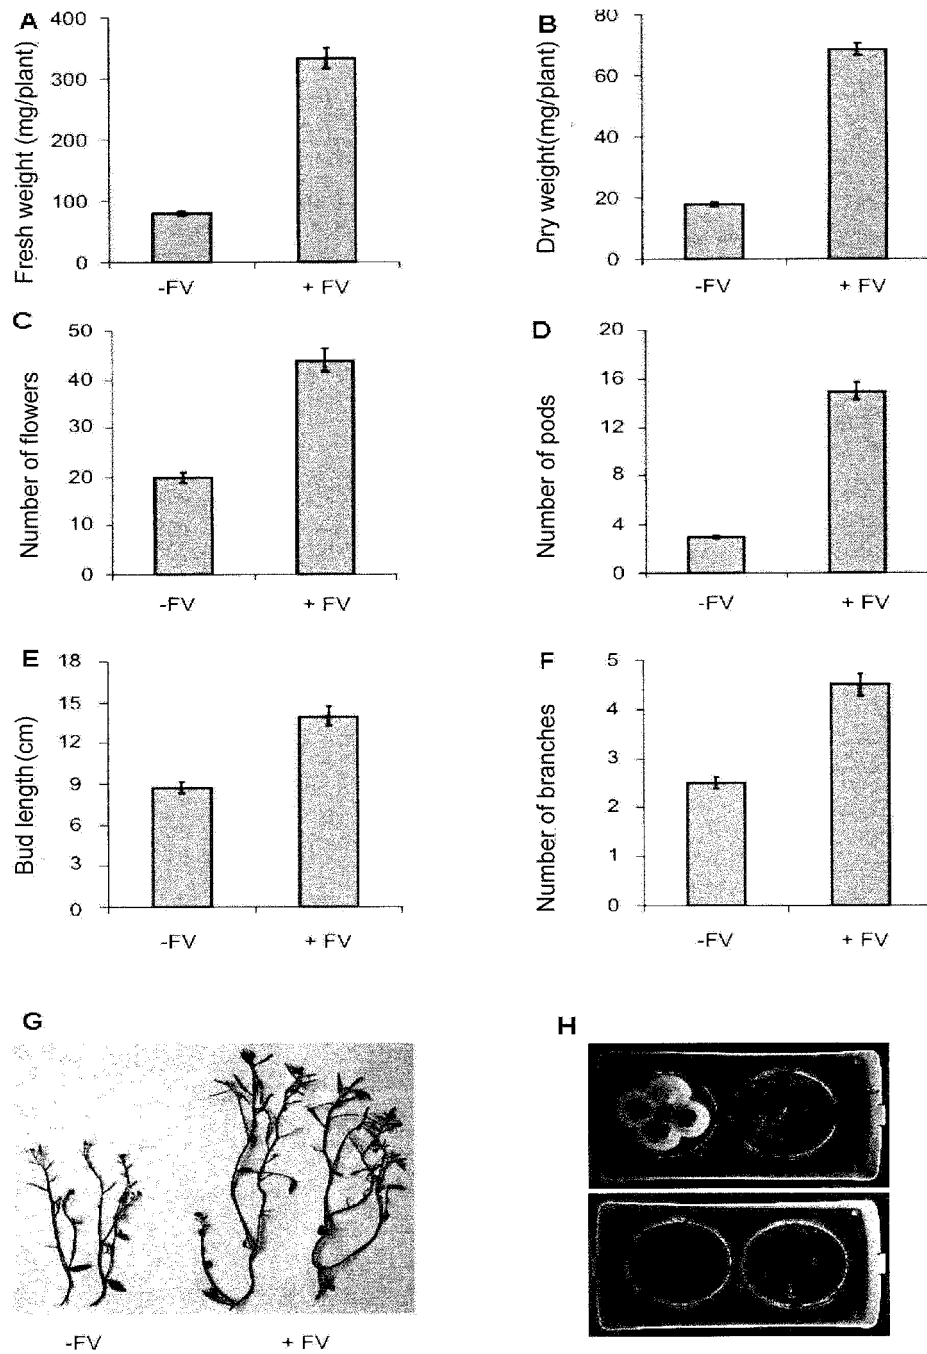 A
Fresh weight (mg/plant)
400
300
200
100
0
-FV
+ FV
B
Dry weight(mg/plant)
80
60
40
20
0
-FV
+ FV
C
Number of flowers
50
40
30
20
10
0
-FV
+ FV
D
Number of pods
20
16
12
8
4
0
-FV
+ FV
E
Bud length (cm)
18
15
12
9
6
3
0
-FV
+ FV
F
Number of branches
5
4
3
2
1
0
-FV
+ FV
G
-FV
+ FV
H